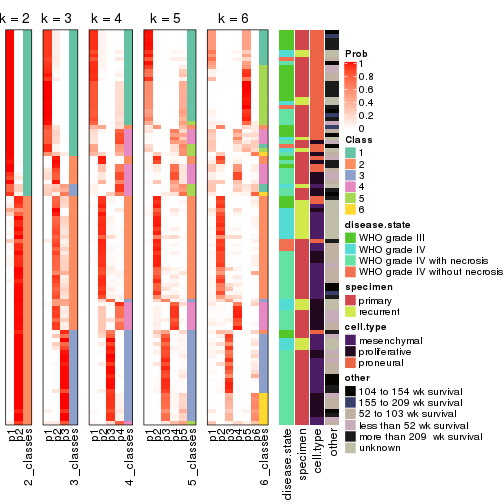 k = 2
k = 3
k = 4
k = 5
k = 6
Prob
1
0.8
0.6
0.4
0.2
0
Class
1
2
3
4
5
6
disease.state
WHO grade III
WHO grade IV
WHO grade IV with necrosis
WHO grade IV without necrosis
specimen
primary
recurrent
cell.type
mesenchymal
proliferative
proneural
other
104 to 154 wk survival
155 to 209 wk survival
52 to 103 wk survival
less than 52 wk survival
more than 209 wk survival
unknown
p1
p2
2_classes
p1
p2
p3
3_classes
p1
p2
p3
p4
4_classes
p1
p2
p3
p4
p5
5_classes
p1
p2
p3
p4
p5
p6
6_classes
disease.state
specimen
cell.type
other